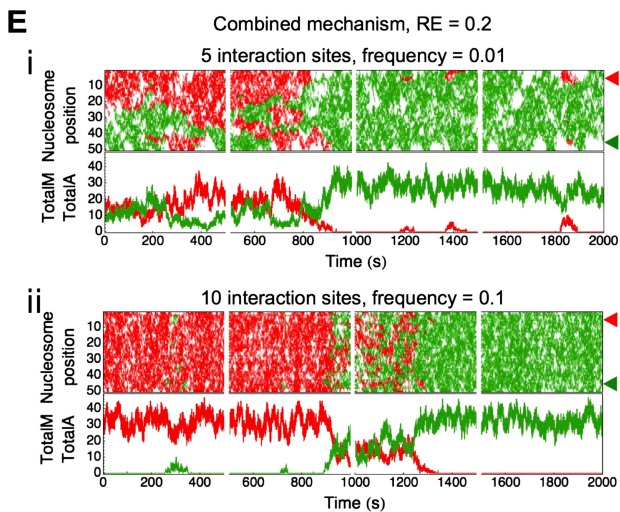 E
Combined mechanism, RE = 0.2
i
5 interaction sites, frequency = 0.01
Nucleosome
position
10
20
30
40
50
TotalM
TotalA
40
30
20
10
0
0 200 400 600 800 1000 1200 1400 1600 1800 2000
Time (s)
ii
10 interaction sites, frequency = 0.1
Nucleosome
position
10
20
30
40
50
TotalM
TotalA
40
30
20
10
0
0 200 400 600 800 1000 1200 1400 1600 1800 2000
Time (s)